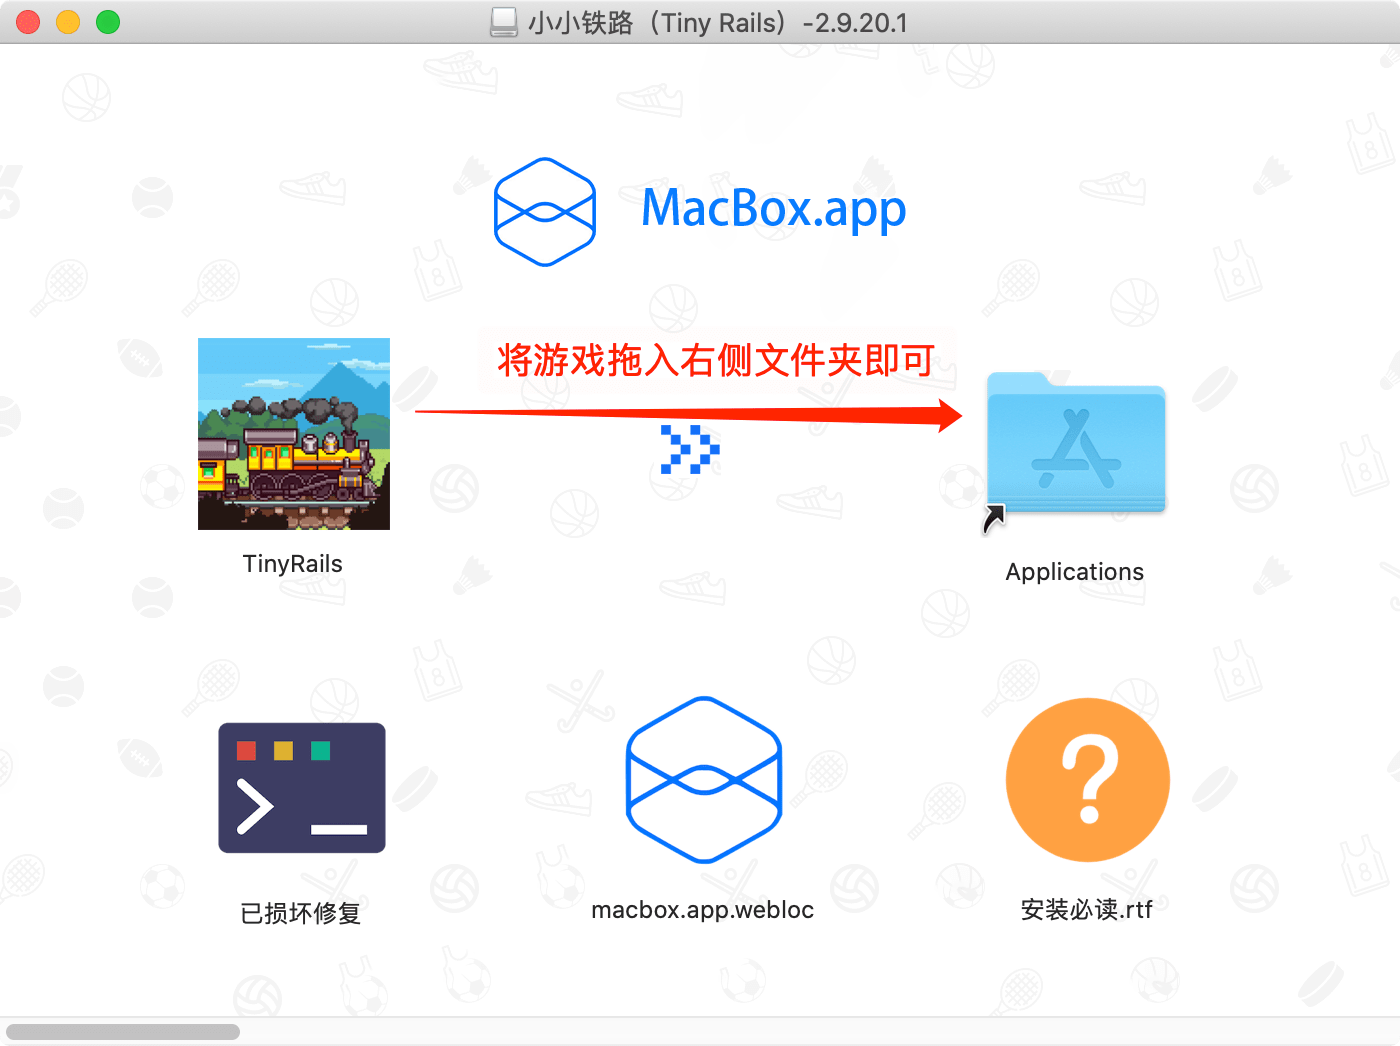 小小铁路（Tiny Rails）-2.9.20.1
MacBox.app
将游戏拖入右侧文件夹即可
TinyRails
Applications
已损坏修复
macbox.app.webloc
安装必读.rtf